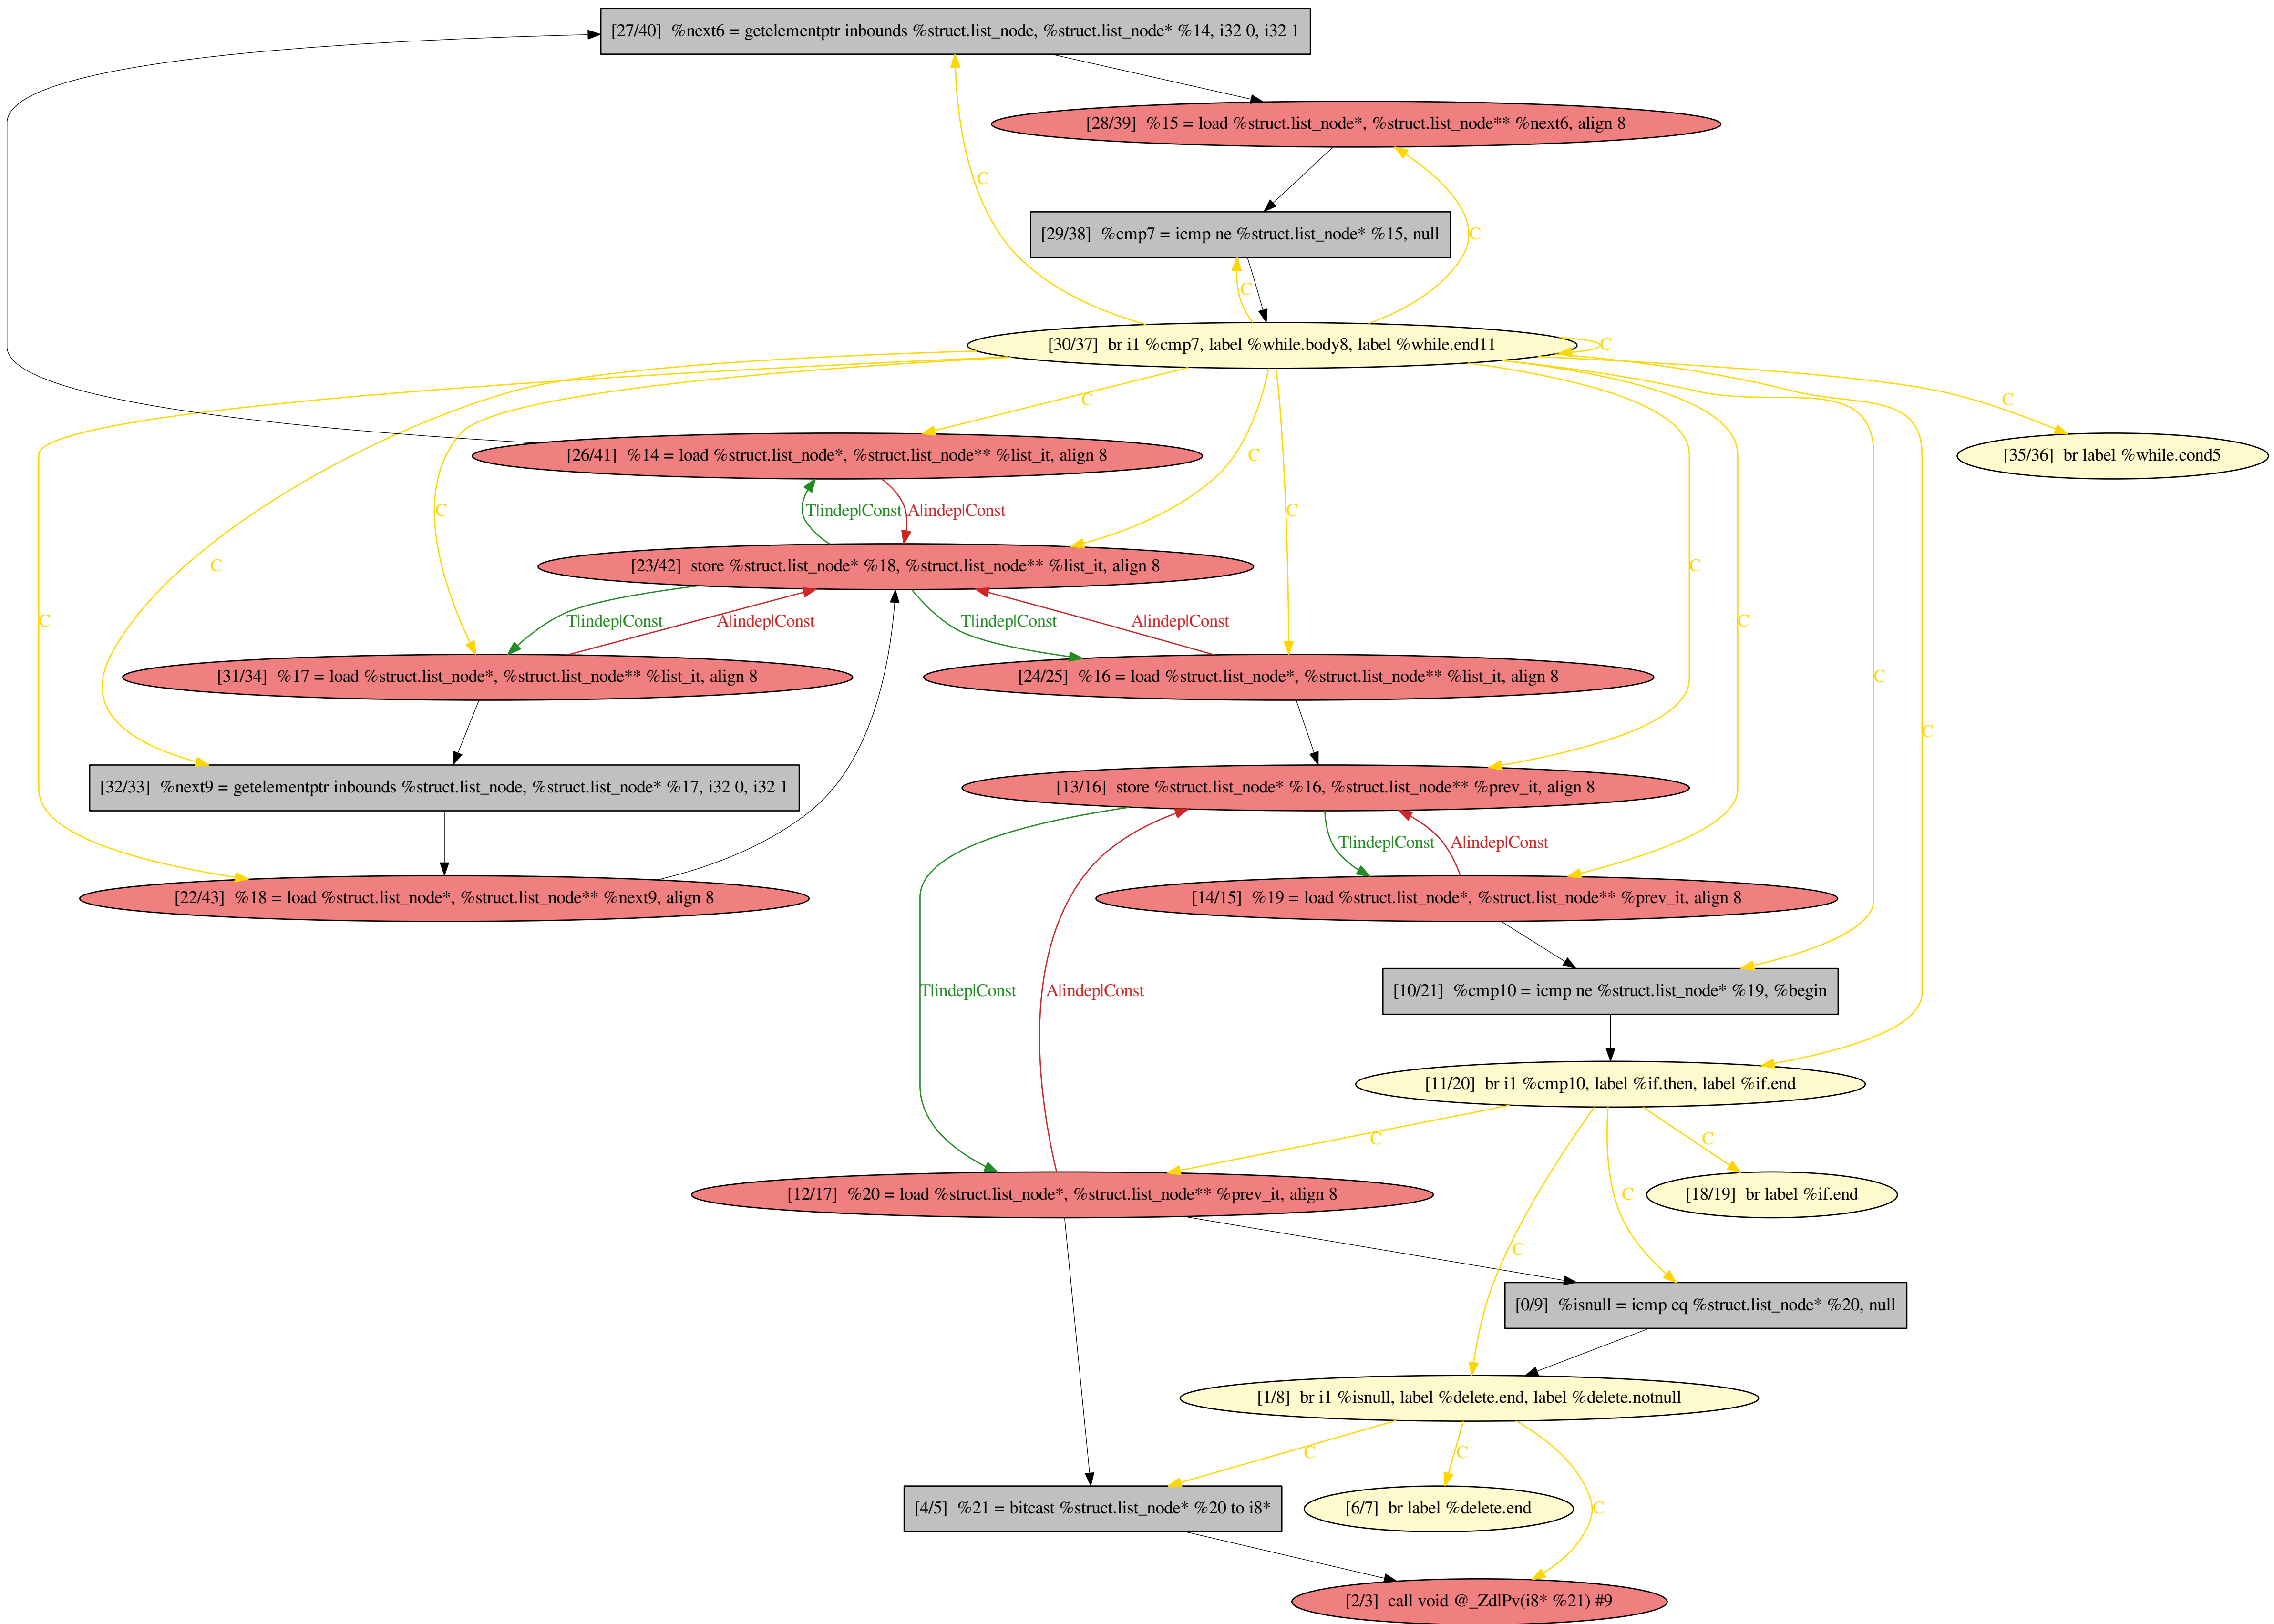 [27/40]  %next6 = getelementptr inbounds %struct.list_node, %struct.list_node* %14, i32 0, i32 1
[28/39]  %15 = load %struct.list_node*, %struct.list_node** %next6, align 8
C
[29/38]  %cmp7 = icmp ne %struct.list_node* %15, null
C
C
[30/37]  br i1 %cmp7, label %while.body8, label %while.end11
C
C
C
[26/41]  %14 = load %struct.list_node*, %struct.list_node** %list_it, align 8
C
[35/36]  br label %while.cond5
C
T|indep|Const
A|indep|Const
C
C
[23/42]  store %struct.list_node* %18, %struct.list_node** %list_it, align 8
C
C
T|indep|Const
A|indep|Const
T|indep|Const
A|indep|Const
C
[31/34]  %17 = load %struct.list_node*, %struct.list_node** %list_it, align 8
[24/25]  %16 = load %struct.list_node*, %struct.list_node** %list_it, align 8
C
C
[32/33]  %next9 = getelementptr inbounds %struct.list_node, %struct.list_node* %17, i32 0, i32 1
[13/16]  store %struct.list_node* %16, %struct.list_node** %prev_it, align 8
T|indep|Const
A|indep|Const
[22/43]  %18 = load %struct.list_node*, %struct.list_node** %next9, align 8
[14/15]  %19 = load %struct.list_node*, %struct.list_node** %prev_it, align 8
T|indep|Const
A|indep|Const
[10/21]  %cmp10 = icmp ne %struct.list_node* %19, %begin
[11/20]  br i1 %cmp10, label %if.then, label %if.end
C
C
[12/17]  %20 = load %struct.list_node*, %struct.list_node** %prev_it, align 8
C
[18/19]  br label %if.end
C
[0/9]  %isnull = icmp eq %struct.list_node* %20, null
[1/8]  br i1 %isnull, label %delete.end, label %delete.notnull
C
C
[4/5]  %21 = bitcast %struct.list_node* %20 to i8*
[6/7]  br label %delete.end
C
[2/3]  call void @_ZdlPv(i8* %21) #9